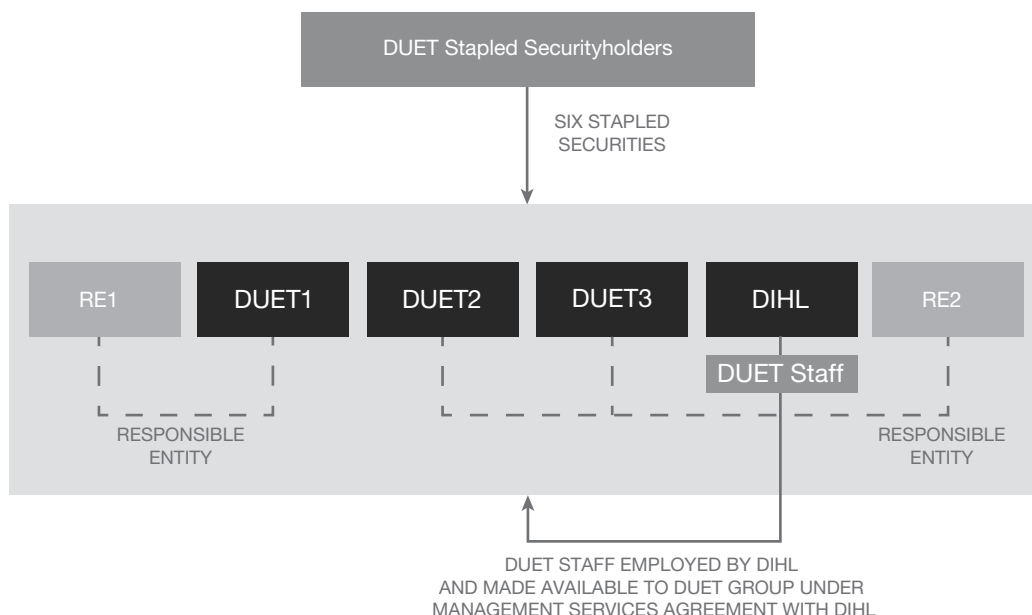 DUET Stapled Securityholders
SIX STAPLED
SECURITIES
RE1
DUET1
DUET2
DUET3
DIHL
RE2
DUET Staff
RESPONSIBLE
ENTITY
RESPONSIBLE
ENTITY
DUET STAFF EMPLOYED BY DIHL
AND MADE AVAILABLE TO DUET GROUP UNDER
MANAGEMENT SERVICES AGREEMENT WITH DIHL